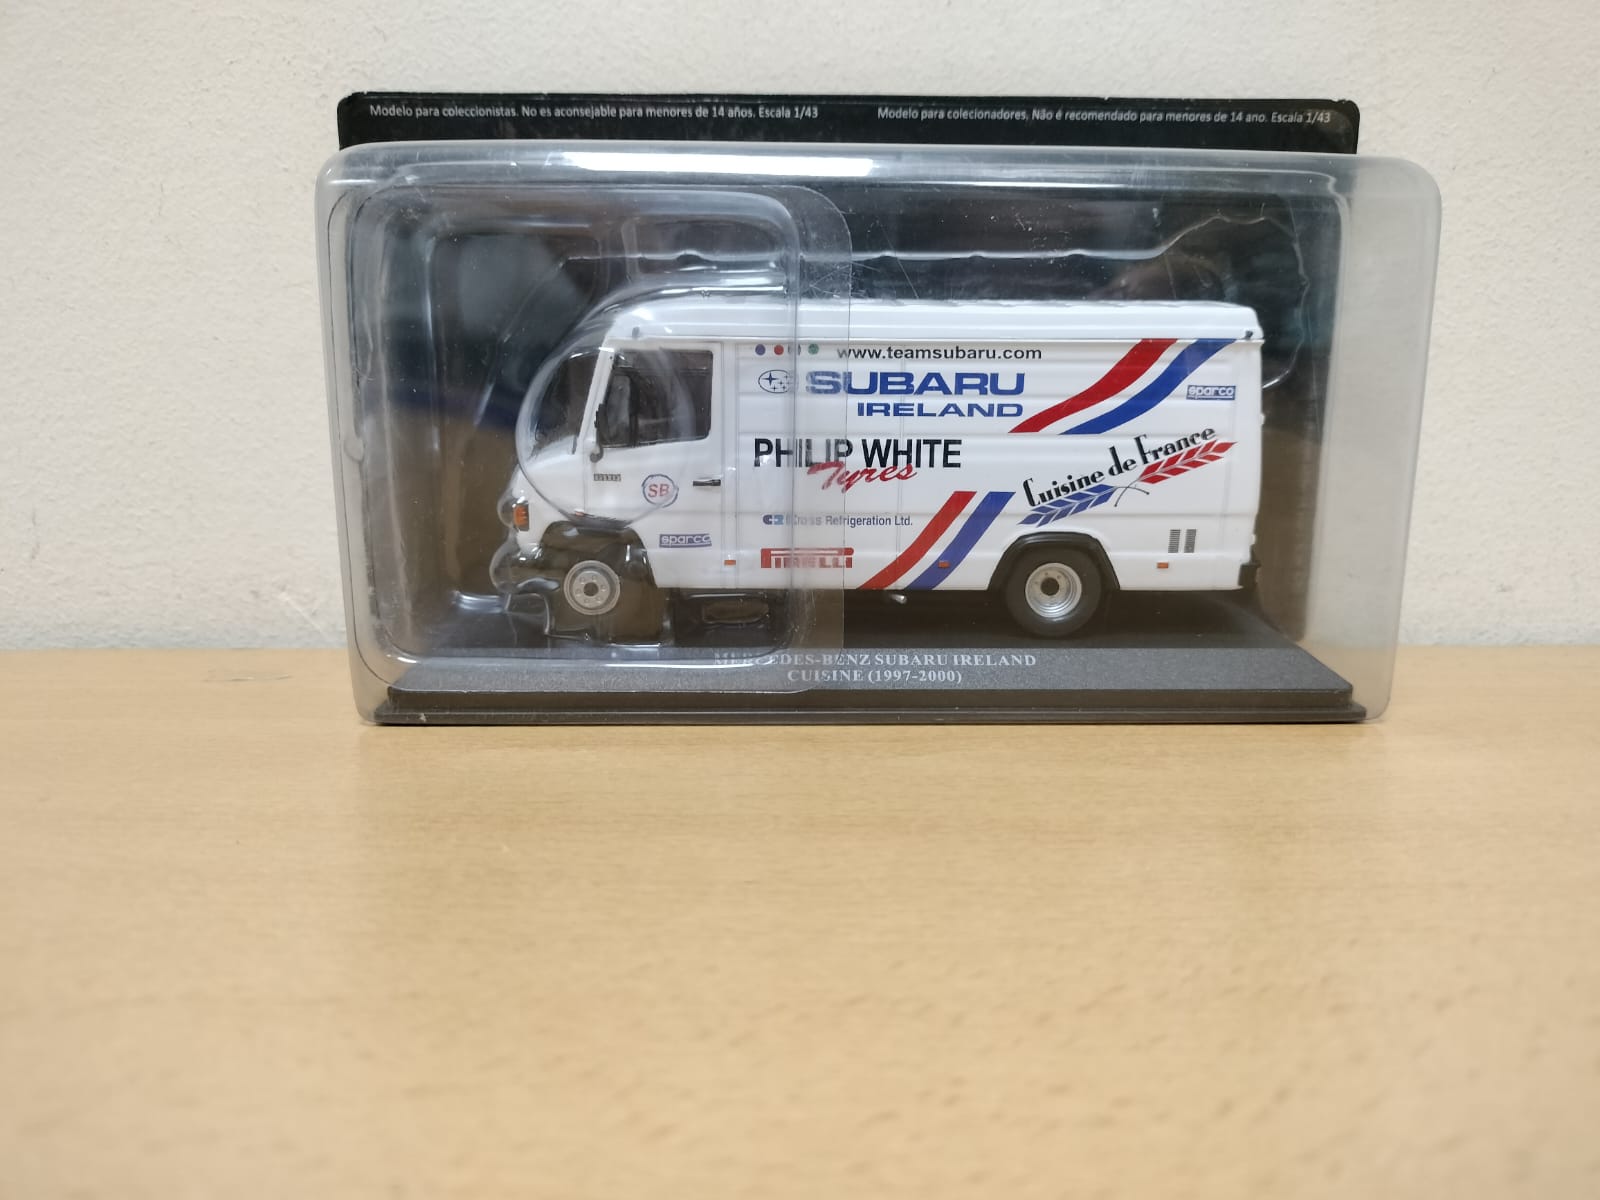 Modelo para coleccionistas. No es aconsejable para menores de 14 años. Escala 1/43
Modelo para colecionadores. Não é recomendado para menores de 14 ano. Escala 1/43
www.teamsubaru.com
SUBARU
IRELAND
sparco
PHILIP WHITE
Tyres
Cuisine de France
SB
Cross Refrigeration Ltd.
sparco
PIRELLI
MERCEDES-BENZ SUBARU IRELAND
CUISINE (1997-2000)